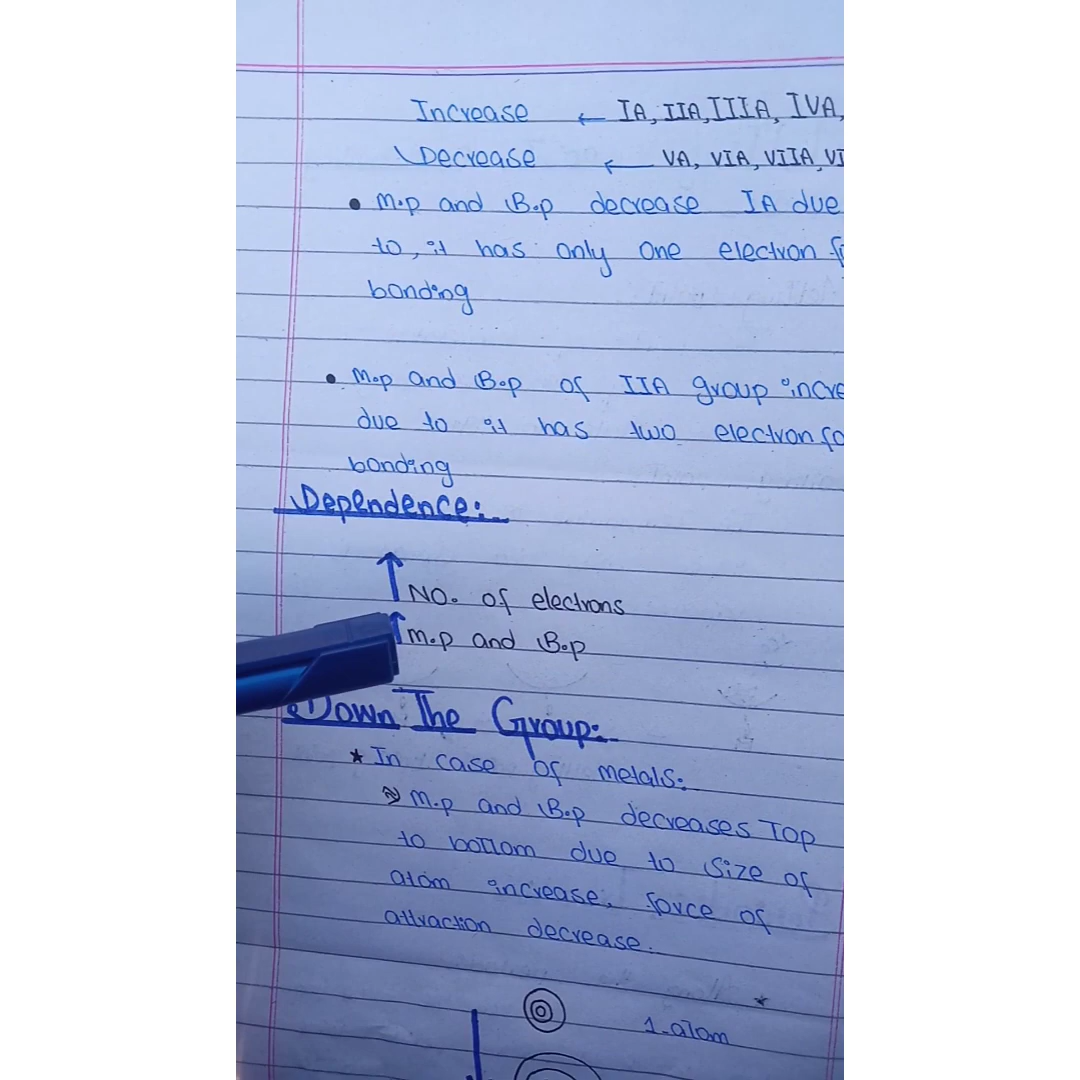 Increase ← IA, IIA, IIIA, IVA,
Decrease ← VA, VIA, VIIA, VI
• M.p and B.p decrease IA due
to, it has only one electron
bonding
• M.p and B.p of IIA group incre
due to it has two electron fo
bonding
Dependence:
↑ No. of electrons
↑ M.p and B.p
Down The Group:
★ In case of metals:
M.p and B.p decreases Top
to bottom due to size of
atom increase. force of
attraction decrease.
1-atom